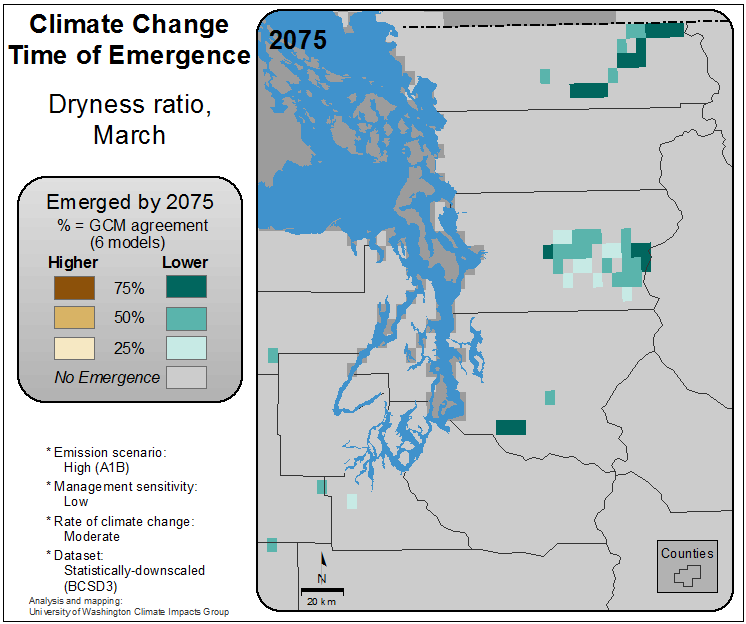 Climate Change
Time of Emergence
Dryness ratio,
March
Emerged by 2075
% = GCM agreement
(6 models)
Higher Lower
75%
50%
25%
No Emergence
* Emission scenario:
High (A1B)
* Management sensitivity:
Low
* Rate of climate change:
Moderate
* Dataset:
Statistically-downscaled
(BCSD3)
Analysis and mapping:
University of Washington Climate Impacts Group
2075
N
20 km
Counties